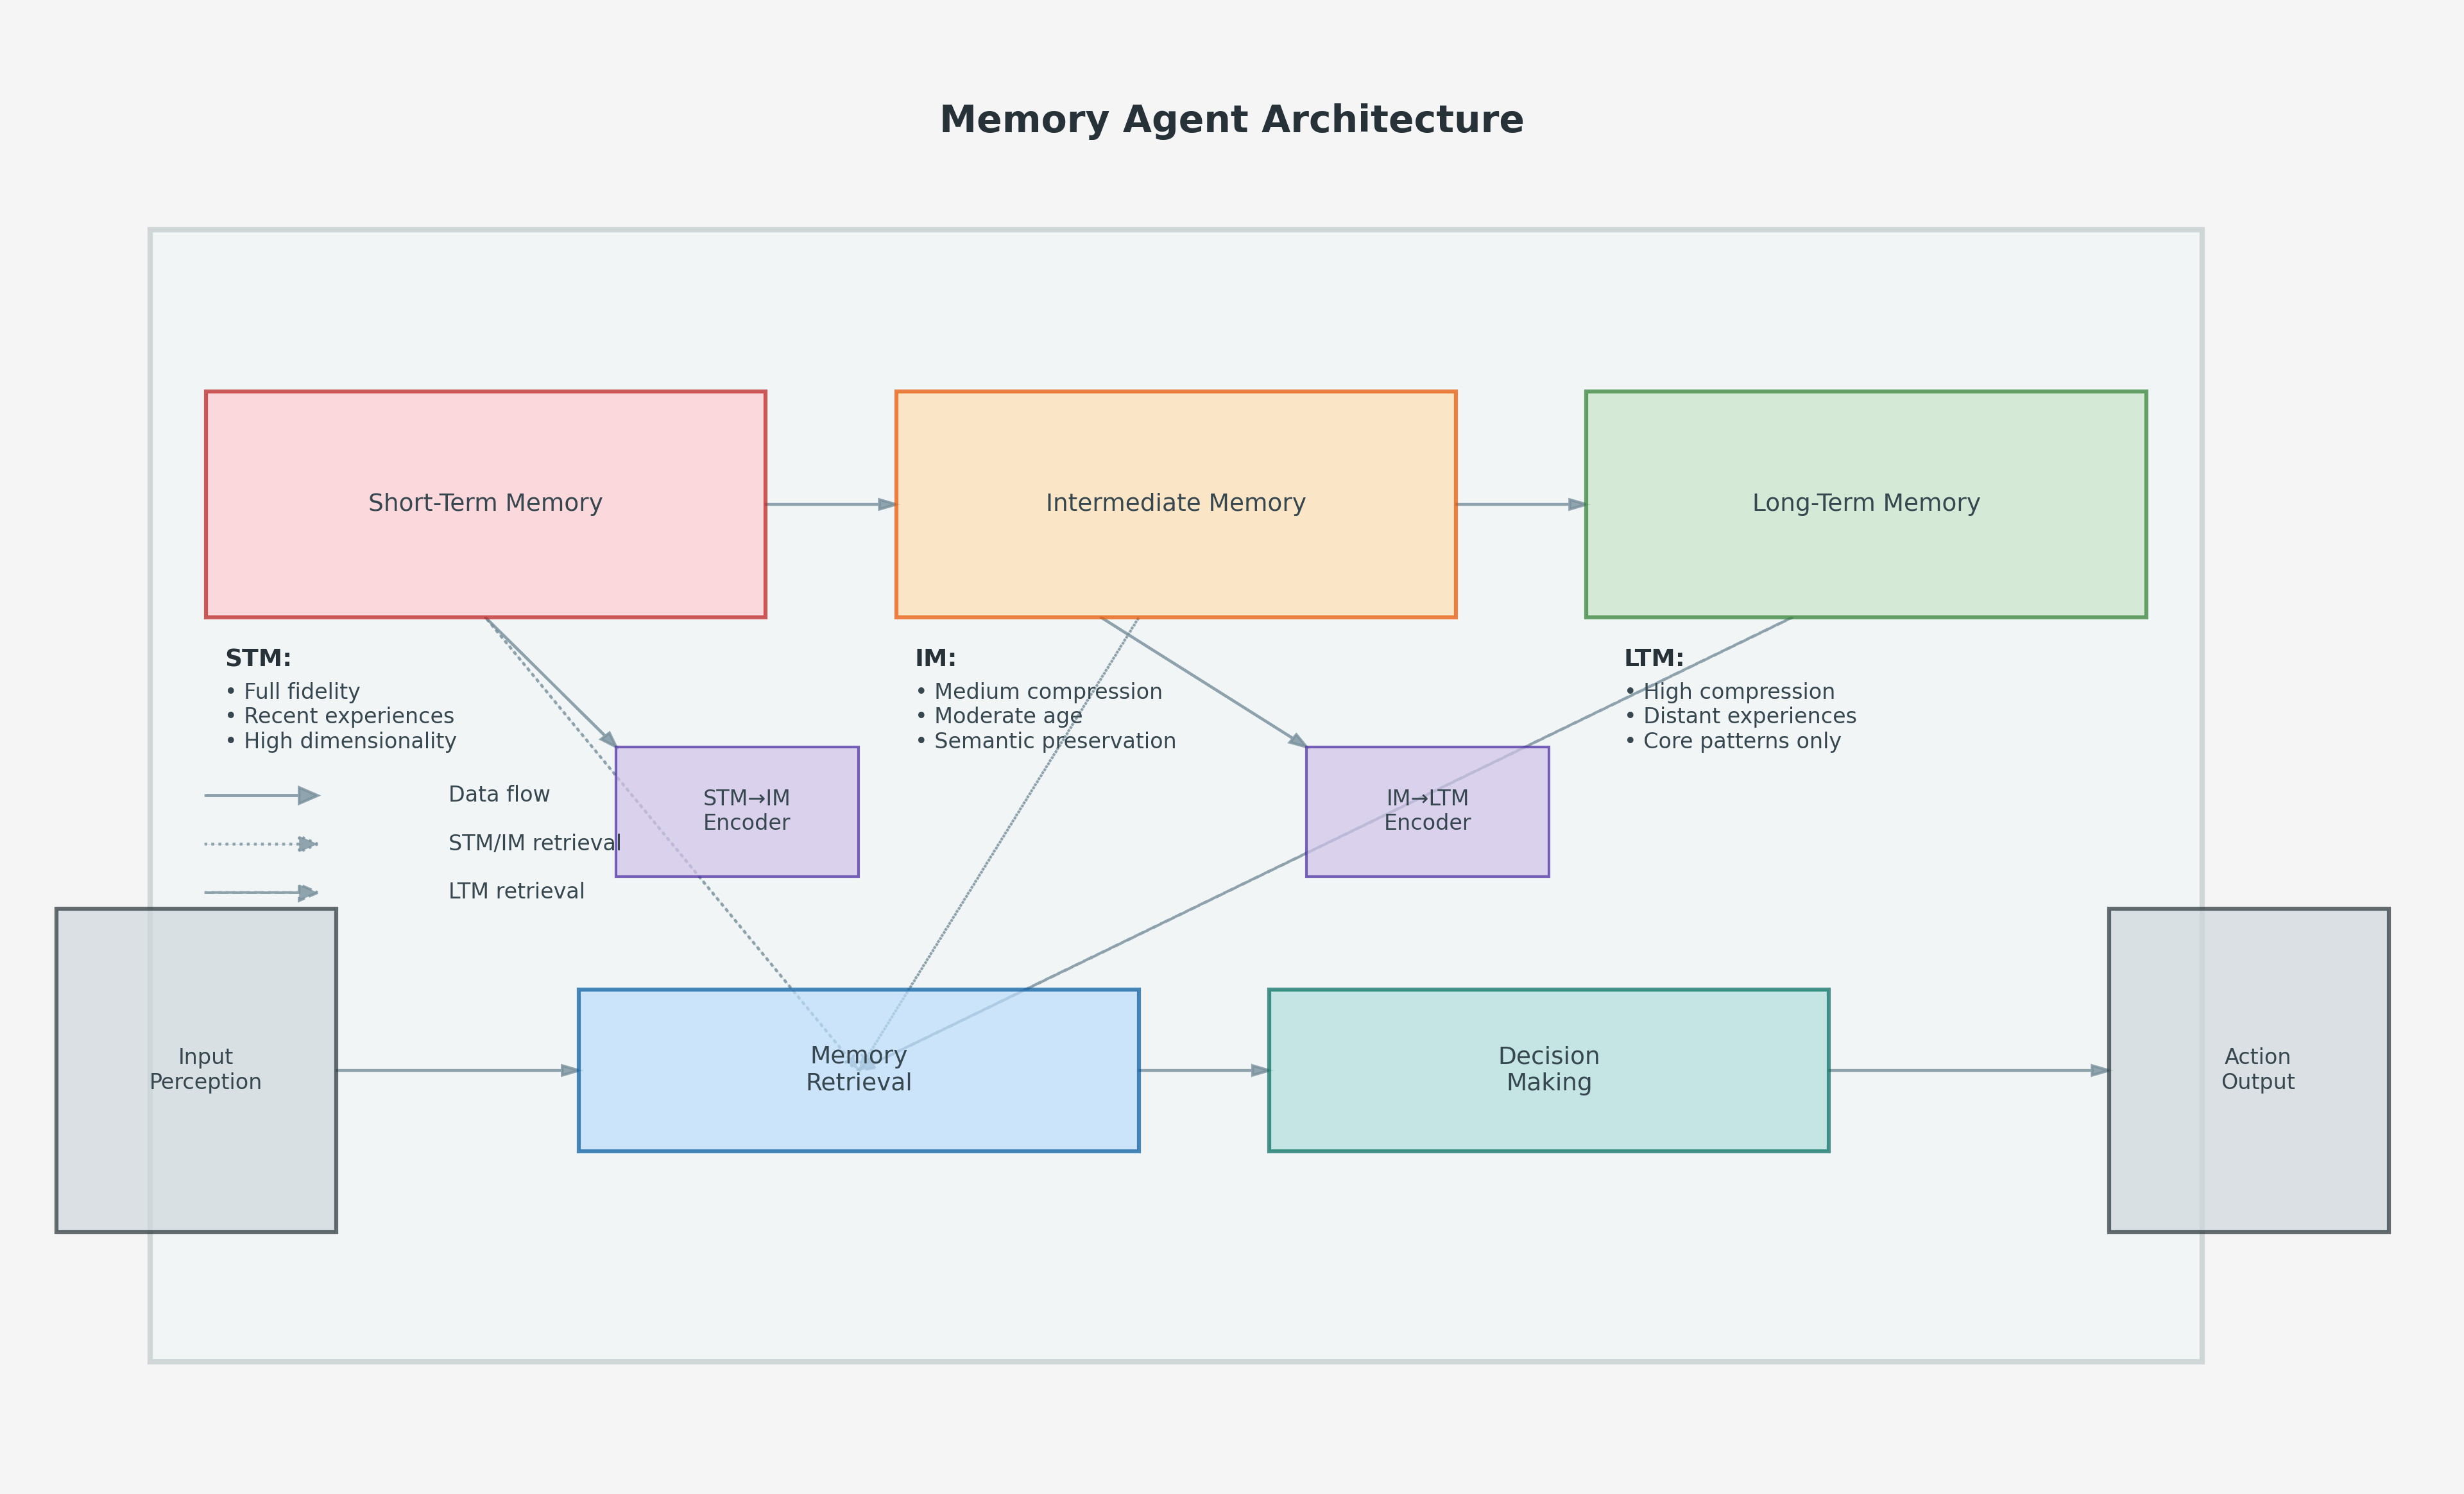 Memory Agent Architecture
Short-Term Memory
Intermediate Memory
Long-Term Memory
STM:
• Full fidelity
• Recent experiences
• High dimensionality
IM:
• Medium compression
• Moderate age
• Semantic preservation
LTM:
• High compression
• Distant experiences
• Core patterns only
Data flow
STM/IM retrieval
LTM retrieval
STM→IM
Encoder
IM→LTM
Encoder
Input
Perception
Memory
Retrieval
Decision
Making
Action
Output